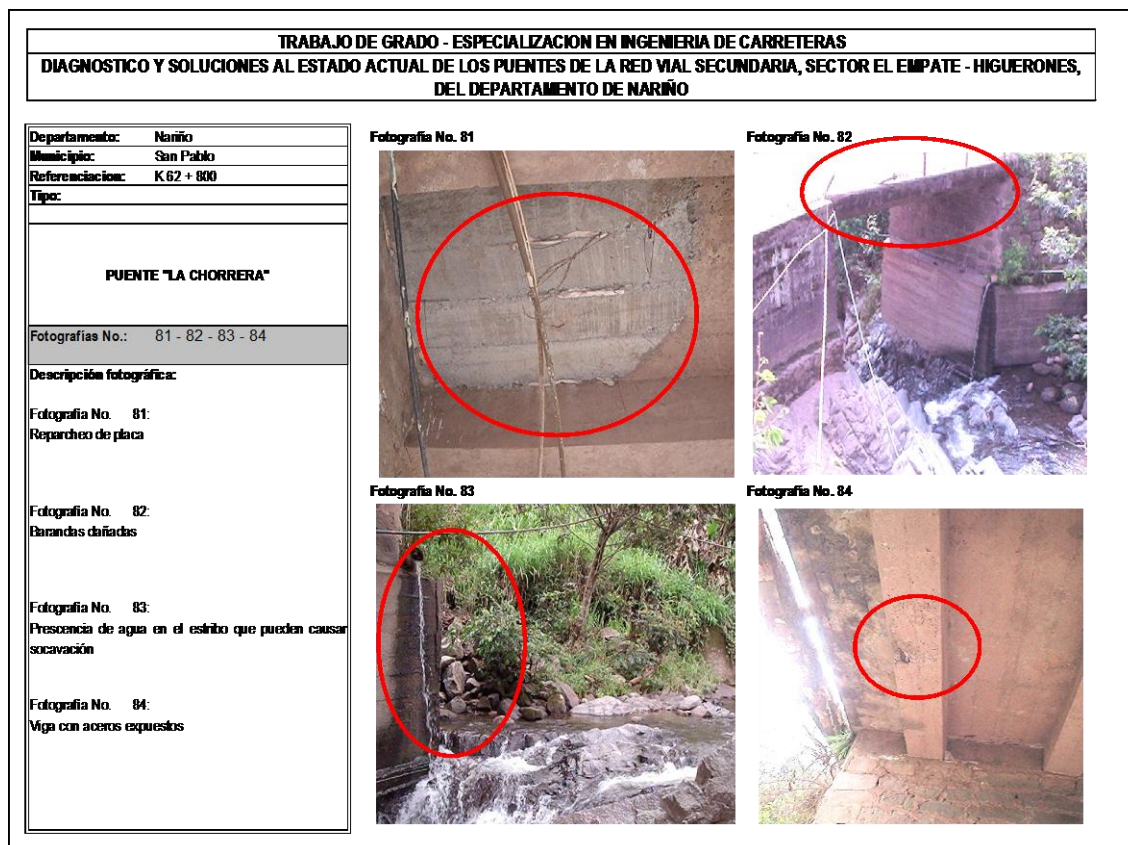 TRABAJO DE GRADO - ESPECIALIZACION EN INGENIERIA DE CARRETERAS
DIAGNOSTICO Y SOLUCIONES AL ESTADO ACTUAL DE LOS PUENTES DE LA RED VIAL SECUNDARIA, SECTOR EL EMPATE - HIGUERONES,
DEL DEPARTAMENTO DE NARIÑO
Departamento: Nariño
Municipio: San Pablo
Referenciacion: K 62 + 800
Tipo:
PUENTE "LA CHORRERA"
Fotografías No.: 81 - 82 - 83 - 84
Descripción fotográfica:
Fotografía No. 81:
Reparcheo de placa
Fotografía No. 82:
Barandas dañadas
Fotografía No. 83:
Prescencia de agua en el estribo que pueden causar
socavación
Fotografía No. 84:
Viga con aceros expuestos
Fotografía No. 81
Fotografía No. 82
Fotografía No. 83
Fotografía No. 84